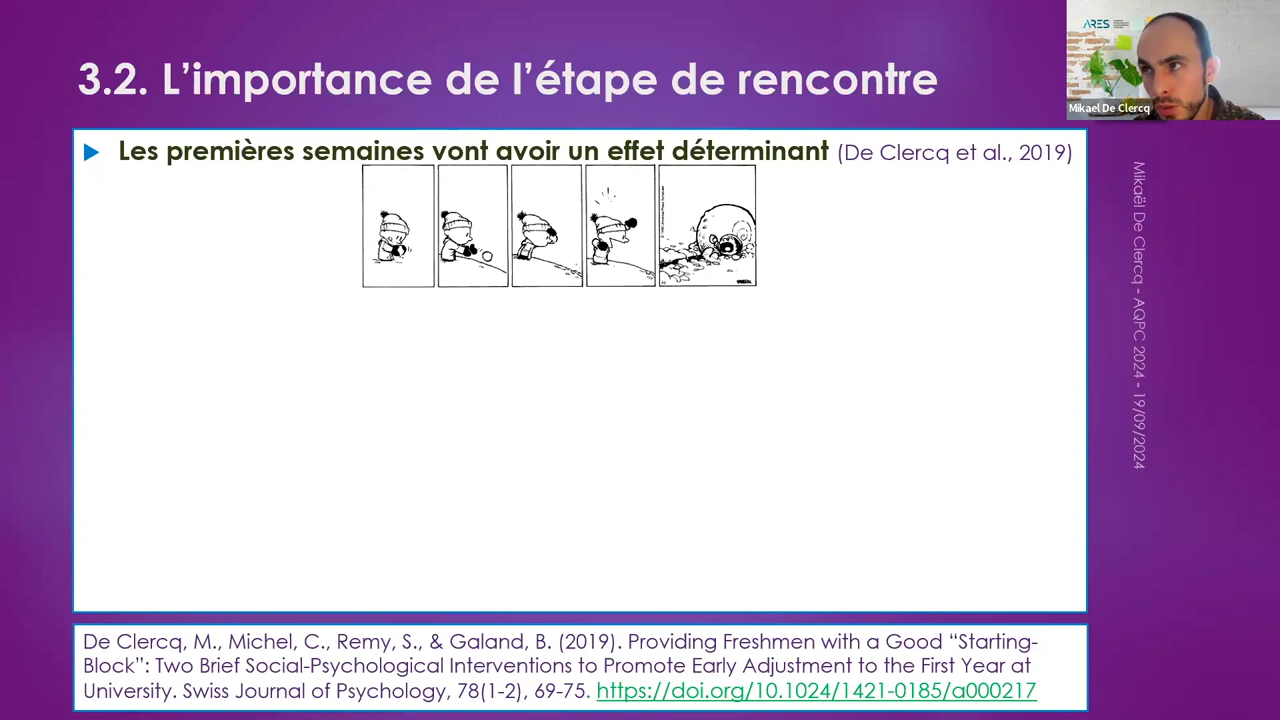 3.2. L’importance de l’étape de rencontre
ARES
Mikael De Clercq
Les premières semaines vont avoir un effet déterminant (De Clercq et al., 2019)
Mikaël De Clercq - AQPC 2024 - 19/09/2024
De Clercq, M., Michel, C., Remy, S., & Galand, B. (2019). Providing Freshmen with a Good “Starting-
Block”: Two Brief Social-Psychological Interventions to Promote Early Adjustment to the First Year at
University. Swiss Journal of Psychology, 78(1-2), 69-75. https://doi.org/10.1024/1421-0185/a000217